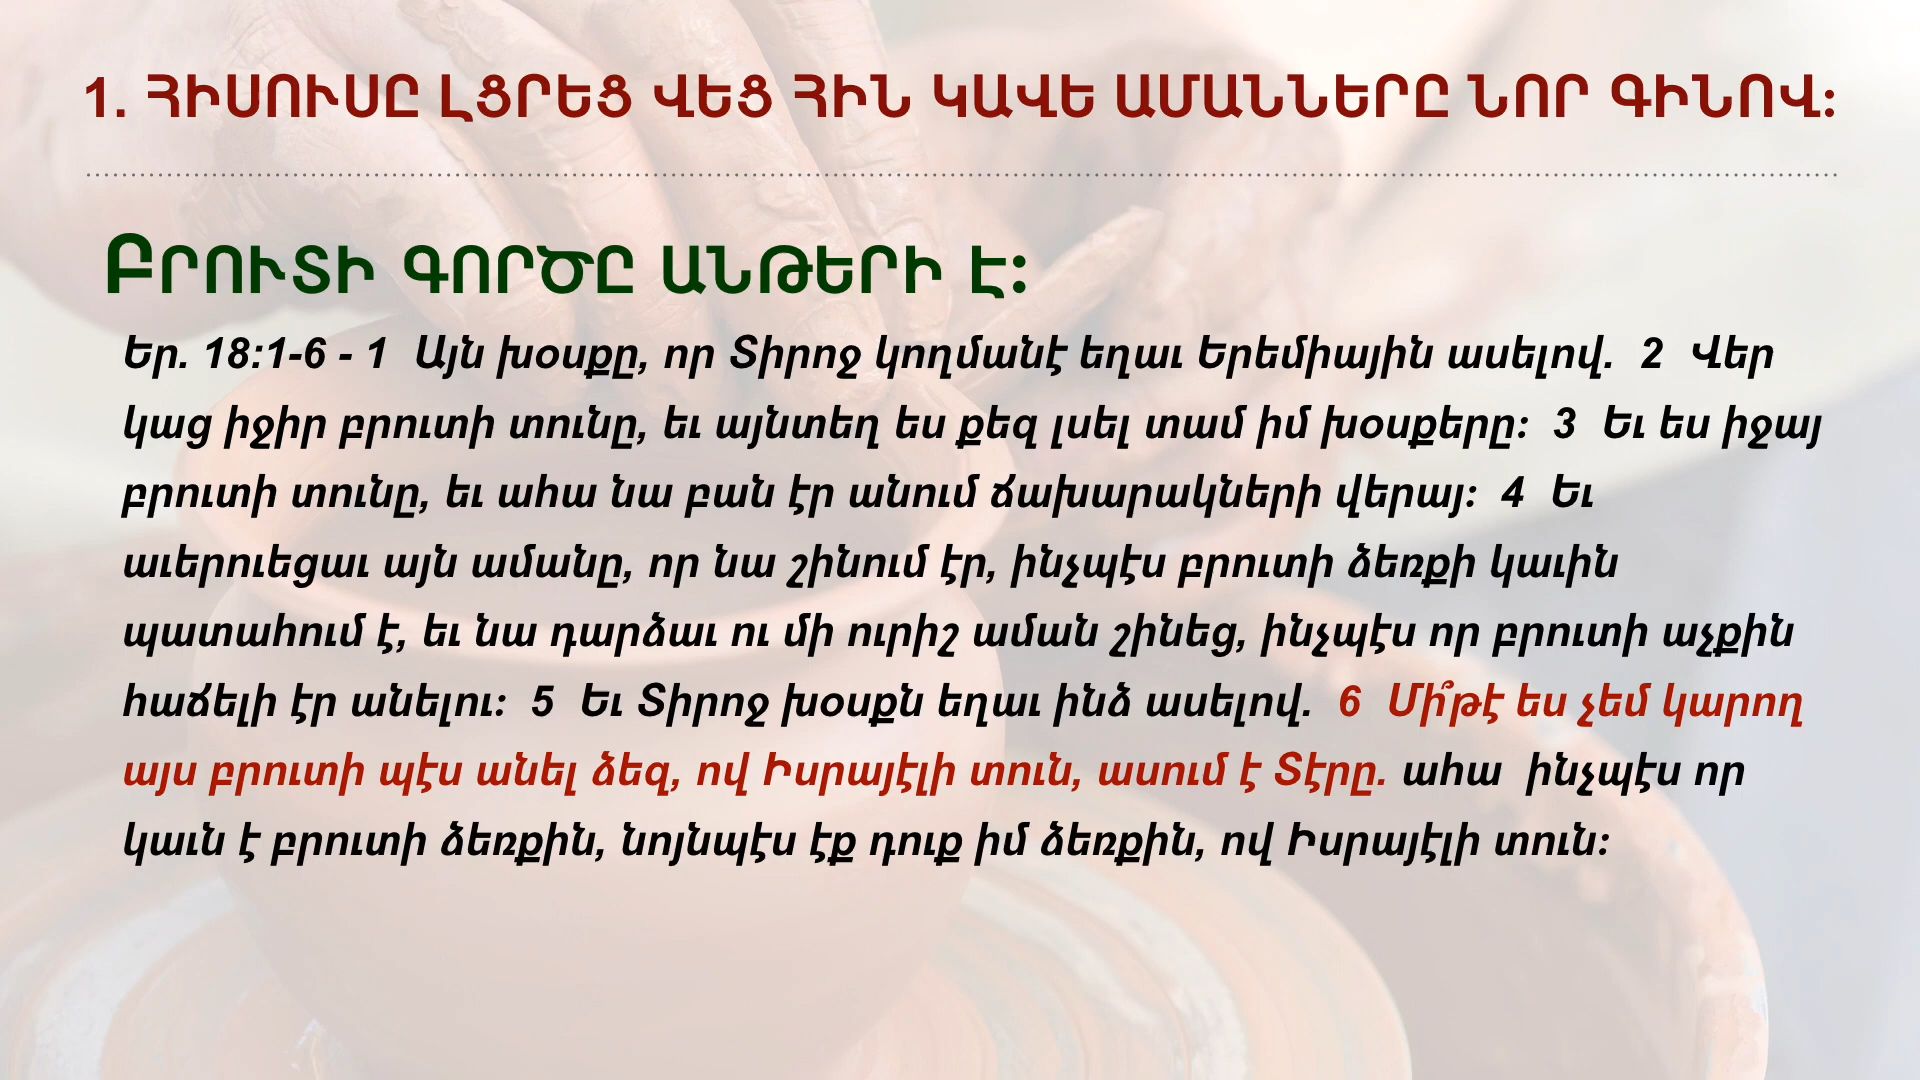 1. ՀԻՍՈՒՍԸ ԼՑՐԵՑ ՎԵՑ ՀԻՆ ԿԱՎԵ ԱՄԱՆՆԵՐԸ ՆՈՐ ԳԻՆՈՎ:
ԲՐՈՒՏԻ ԳՈՐԾԸ ԱՆԹԵՐԻ Է:
Եր. 18:1-6 - 1 Այն խօսքը, որ Տիրոջ կողմանէ եղաւ Երեմիային ասելով. 2 Վեր
կաց իջիր բրուտի տունը, եւ այնտեղ ես քեզ լսել տամ իմ խօսքերը: 3 Եւ ես իջայ
բրուտի տունը, եւ ահա նա բան էր անում ճախարակների վերայ: 4 Եւ
աւերուեցաւ այն ամանը, որ նա շինում էր, ինչպէս բրուտի ձեռքի կաւին
պատահում է, եւ նա դարձաւ ու մի ուրիշ աման շինեց, ինչպէս որ բրուտի աչքին
հաճելի էր անելու: 5 Եւ Տիրոջ խօսքն եղաւ ինձ ասելով. 6 Մի՞թէ ես չեմ կարող
այս բրուտի պէս անել ձեզ, ով Իսրայէլի տուն, ասում է Տէրը. ահա ինչպէս որ
կաւն է բրուտի ձեռքին, նոյնպէս էք դուք իմ ձեռքին, ով Իսրայէլի տուն: